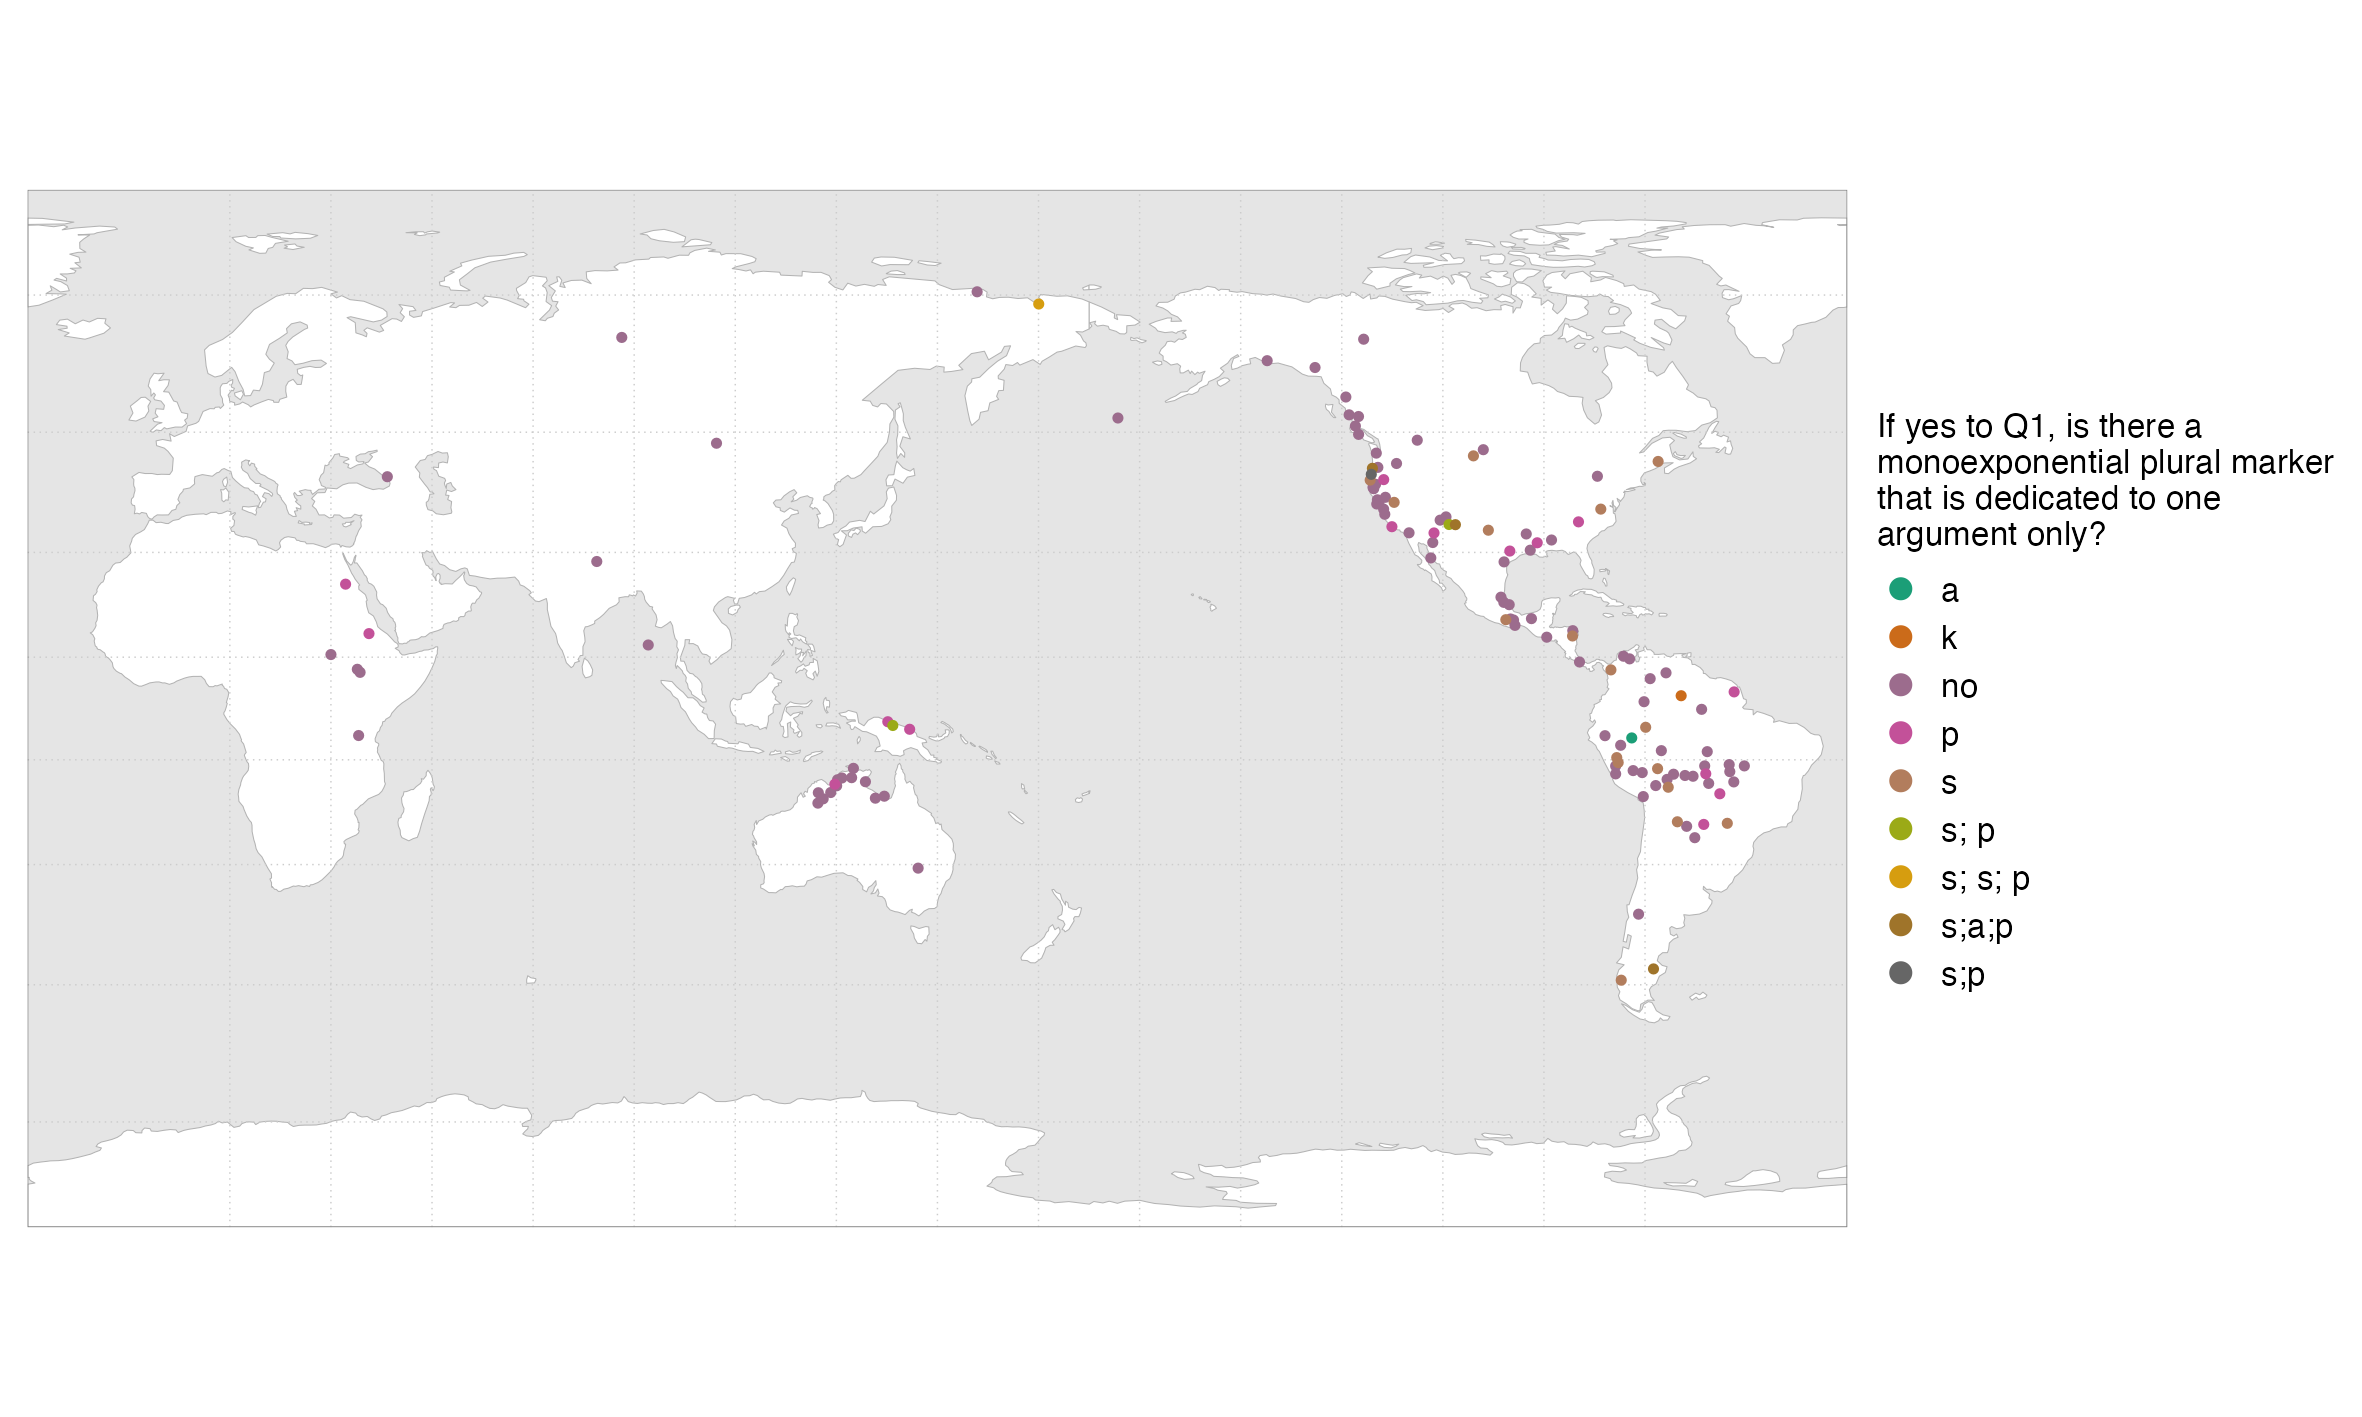 If yes to Q1, is there a
monoexponential plural marker
that is dedicated to one
argument only?
a
k
no
p
s
s; p
s; s; p
s;a;p
s;p